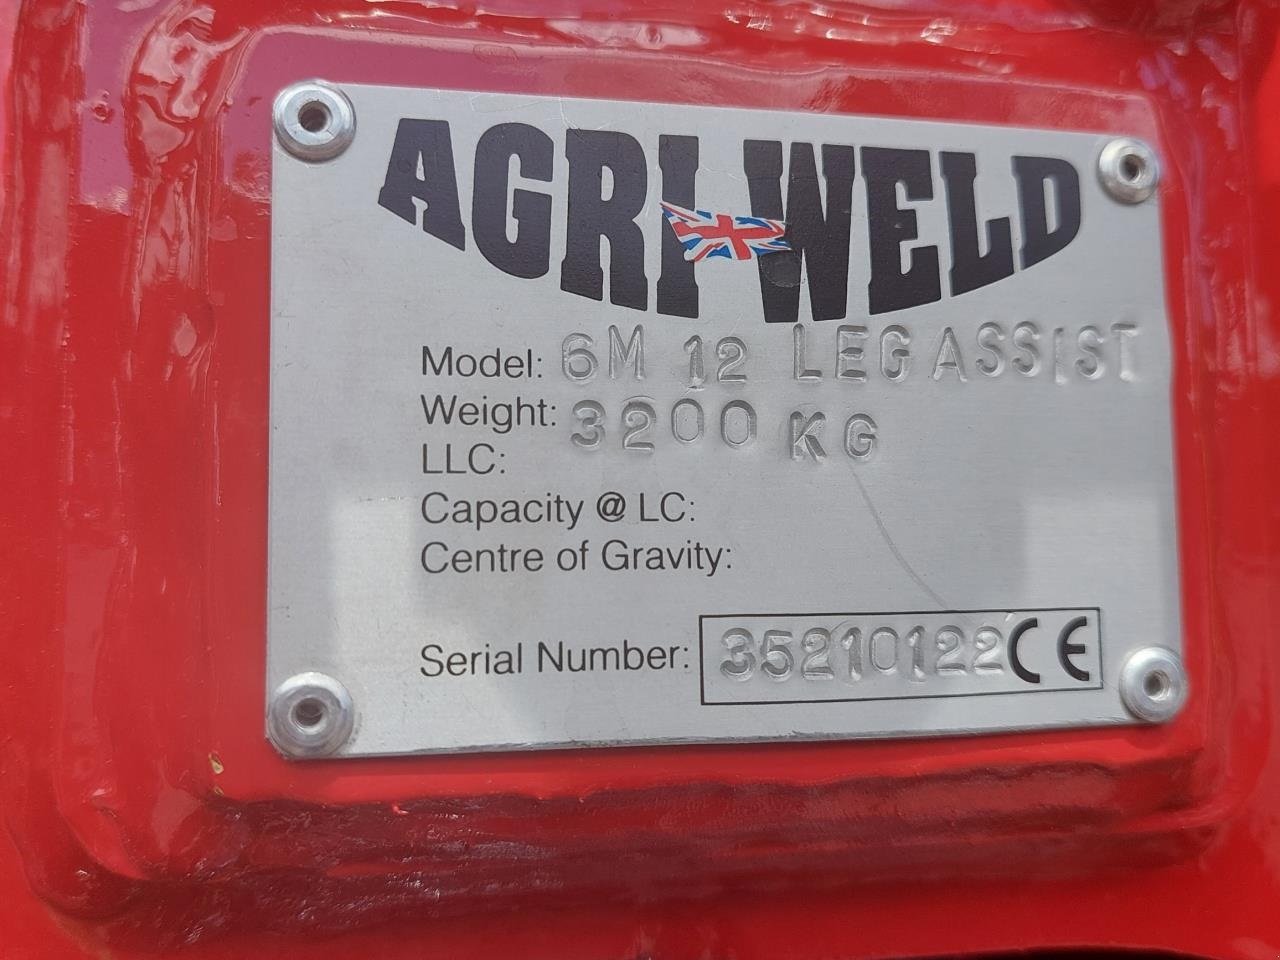 AGRI-WELD
Model: 6M 12 LEG ASSIST
Weight: 3200 KG
LLC:
Capacity @ LC:
Centre of Gravity:
Serial Number: 35210122 CE